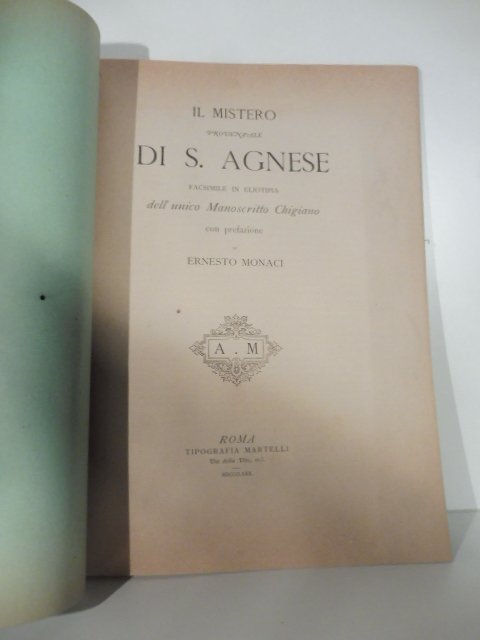 IL MISTERO
PROVENZALE
DI S. AGNESE
FACSIMILE IN ELIOTIPIA
dell'unico Manoscritto Chigiano
con prefazione
DI
ERNESTO MONACI
A . M
ROMA
TIPOGRAFIA MARTELLI